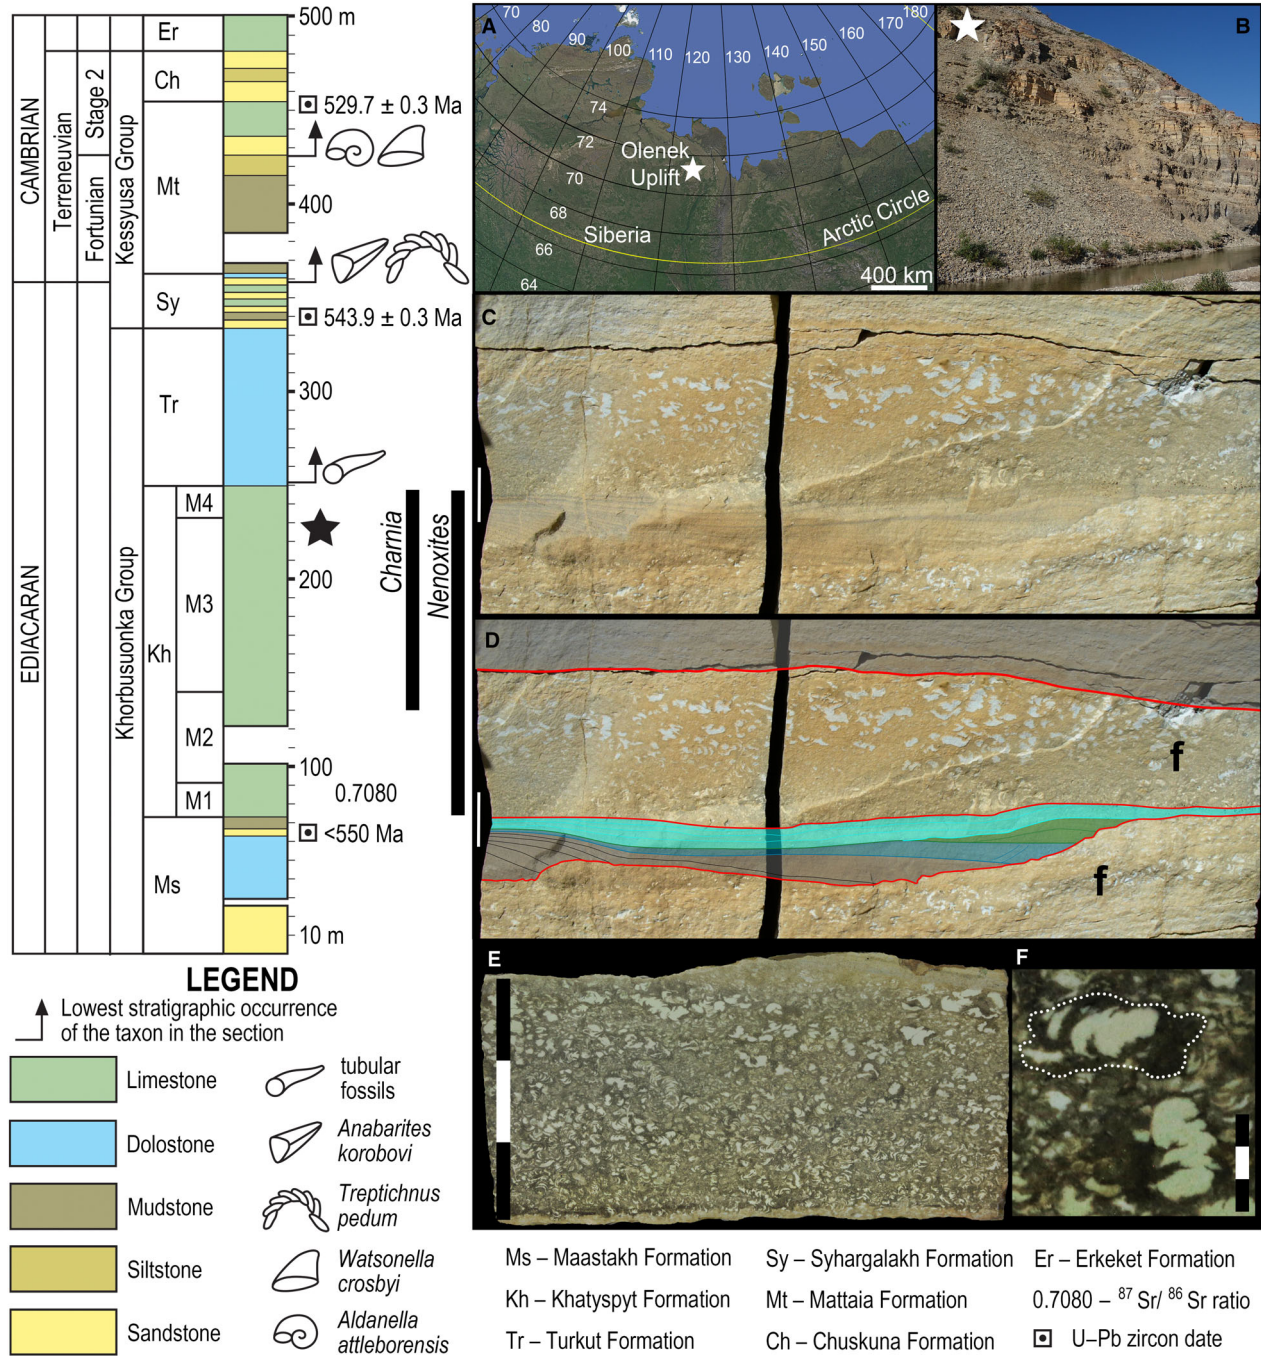 500 m
Er
CAMBRIAN
Terreneuvian
Stage 2
Fortunian
Kessyusa Group
Ch
529.7 ± 0.3 Ma
Mt
400
Sy
543.9 ± 0.3 Ma
300
Tr
EDIACARAN
Khorbusuonka Group
Kh
M4
M3
200
M2
100
M1
0.7080
<550 Ma
Ms
10 m
Charnia
Nenoxites
LEGEND
Lowest stratigraphic occurrence
of the taxon in the section
Limestone
Dolostone
Mudstone
Siltstone
Sandstone
tubular
fossils
Anabarites
korobovi
Treptichnus
pedum
Watsonella
crosbyi
Aldanella
attleborensis
A
70
80
90
100
110
120
130
140
150
160
170
180
74
72
70
68
66
64
Olenek
Uplift
Siberia
Arctic Circle
400 km
B
C
D
f
f
E
F
Ms – Maastakh Formation
Kh – Khatyspyt Formation
Tr – Turkut Formation
Sy – Syhargalakh Formation
Mt – Mattaia Formation
Ch – Chuskuna Formation
Er – Erkeket Formation
0.7080 – ⁸⁷ Sr/ ⁸⁶ Sr ratio
U–Pb zircon date